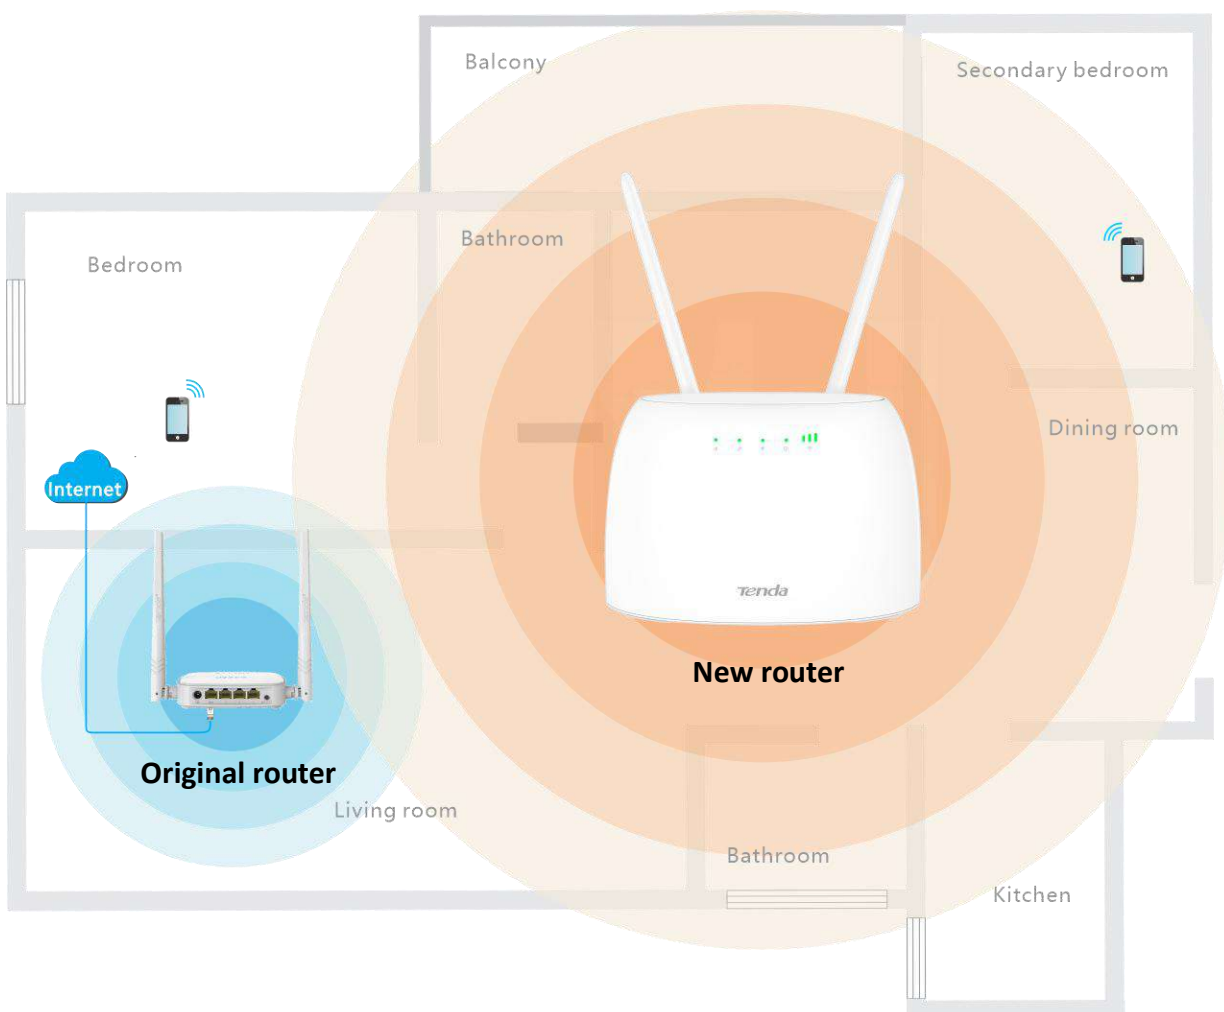 Balcony
Secondary bedroom
Bathroom
Bedroom
Dining room
Internet
Tenda
New router
Original router
Living room
Bathroom
Kitchen